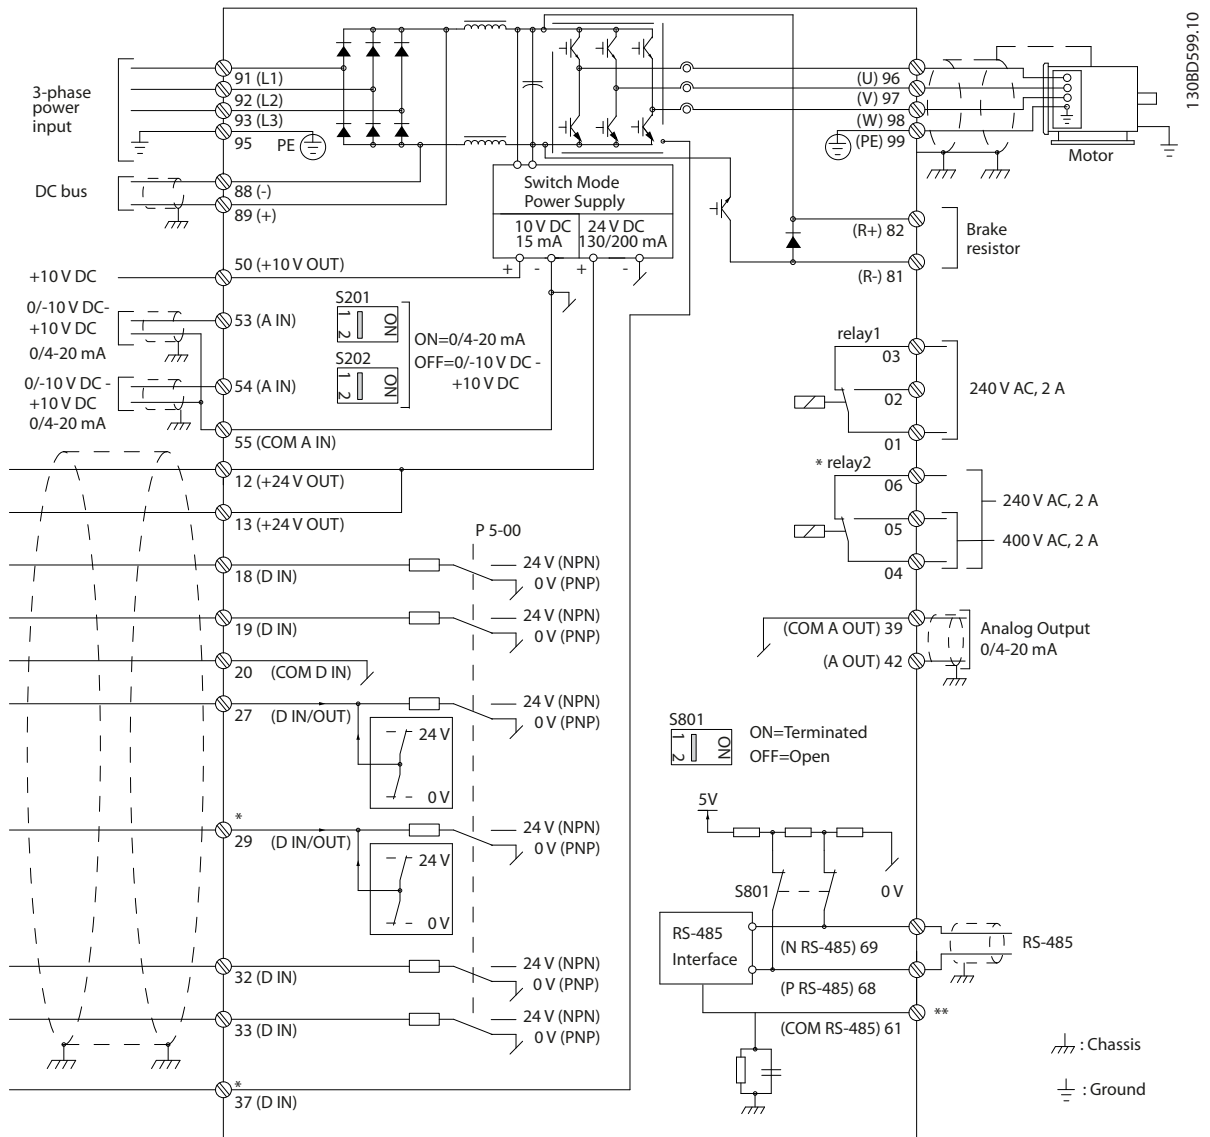 130BD599.10
3-phase
power
input
91 (L1)
92 (L2)
93 (L3)
95
PE
DC bus
88 (-)
89 (+)
Switch Mode
Power Supply
10 V DC
15 mA
24 V DC
130/200 mA
+
-
+
-
(U) 96
(V) 97
(W) 98
(PE) 99
Motor
(R+) 82
(R-) 81
Brake
resistor
+10 V DC
50 (+10 V OUT)
0/-10 V DC-
+10 V DC
0/4-20 mA
53 (A IN)
0/-10 V DC -
+10 V DC
0/4-20 mA
54 (A IN)
55 (COM A IN)
S201
1
2
ON
S202
1
2
ON
ON=0/4-20 mA
OFF=0/-10 V DC -
+10 V DC
relay1
03
02
01
240 V AC, 2 A
* relay2
06
05
04
240 V AC, 2 A
400 V AC, 2 A
12 (+24 V OUT)
13 (+24 V OUT)
P 5-00
18 (D IN)
24 V (NPN)
0 V (PNP)
19 (D IN)
24 V (NPN)
0 V (PNP)
20 (COM D IN)
27 (D IN/OUT)
24 V (NPN)
0 V (PNP)
24 V
0 V
*
29 (D IN/OUT)
24 V (NPN)
0 V (PNP)
24 V
0 V
32 (D IN)
24 V (NPN)
0 V (PNP)
33 (D IN)
24 V (NPN)
0 V (PNP)
*
37 (D IN)
(COM A OUT) 39
(A OUT) 42
Analog Output
0/4-20 mA
S801
1
2
ON
ON=Terminated
OFF=Open
5V
S801
0 V
RS-485
Interface
(N RS-485) 69
(P RS-485) 68
(COM RS-485) 61
**
RS-485
: Chassis
: Ground